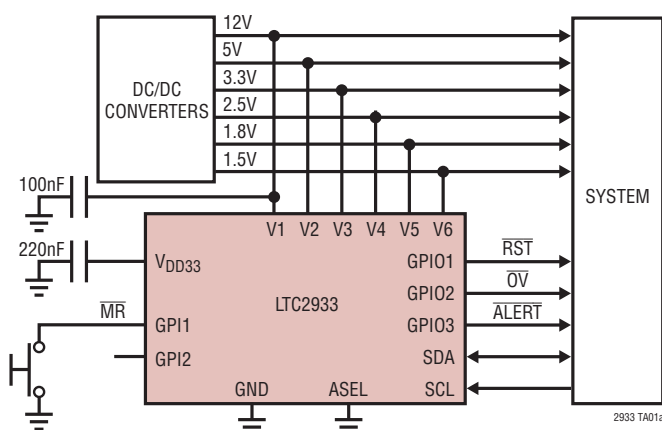 12V
5V
DC/DC
CONVERTERS
3.3V
2.5V
1.8V
1.5V
SYSTEM
100nF
V1 V2 V3 V4 V5 V6
220nF
VDD33
GPIO1
RST
GPIO2
OV
LTC2933
GPIO3
ALERT
MR
GPI1
GPI2
SDA
SCL
GND
ASEL
2933 TA01a